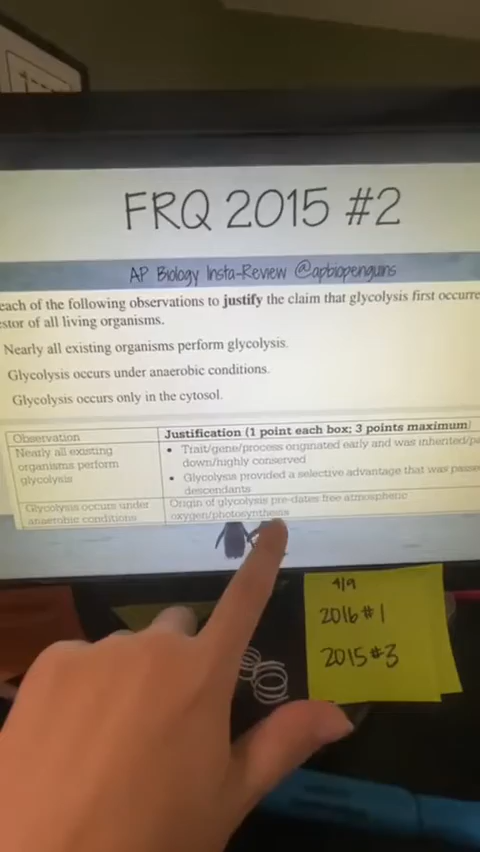 FRQ 2015 #2
AP Biology Insta-Review @apbiopenguins
each of the following observations to justify the claim that glycolysis first occurre
estor of all living organisms.
Nearly all existing organisms perform glycolysis.
Glycolysis occurs under anaerobic conditions.
Glycolysis occurs only in the cytosol.
Observation
Justification (1 point each box; 3 points maximum)
Nearly all existing
organisms perform
glycolysis
• Trait/gene/process originated early and was inherited/pa
down/highly conserved
• Glycolysis provided a selective advantage that was passe
descendants
Glycolysis occurs under
anaerobic conditions
Origin of glycolysis pre-dates free atmospheric
oxygen/photosynthesis
4/9
2016 #1
2015 #3